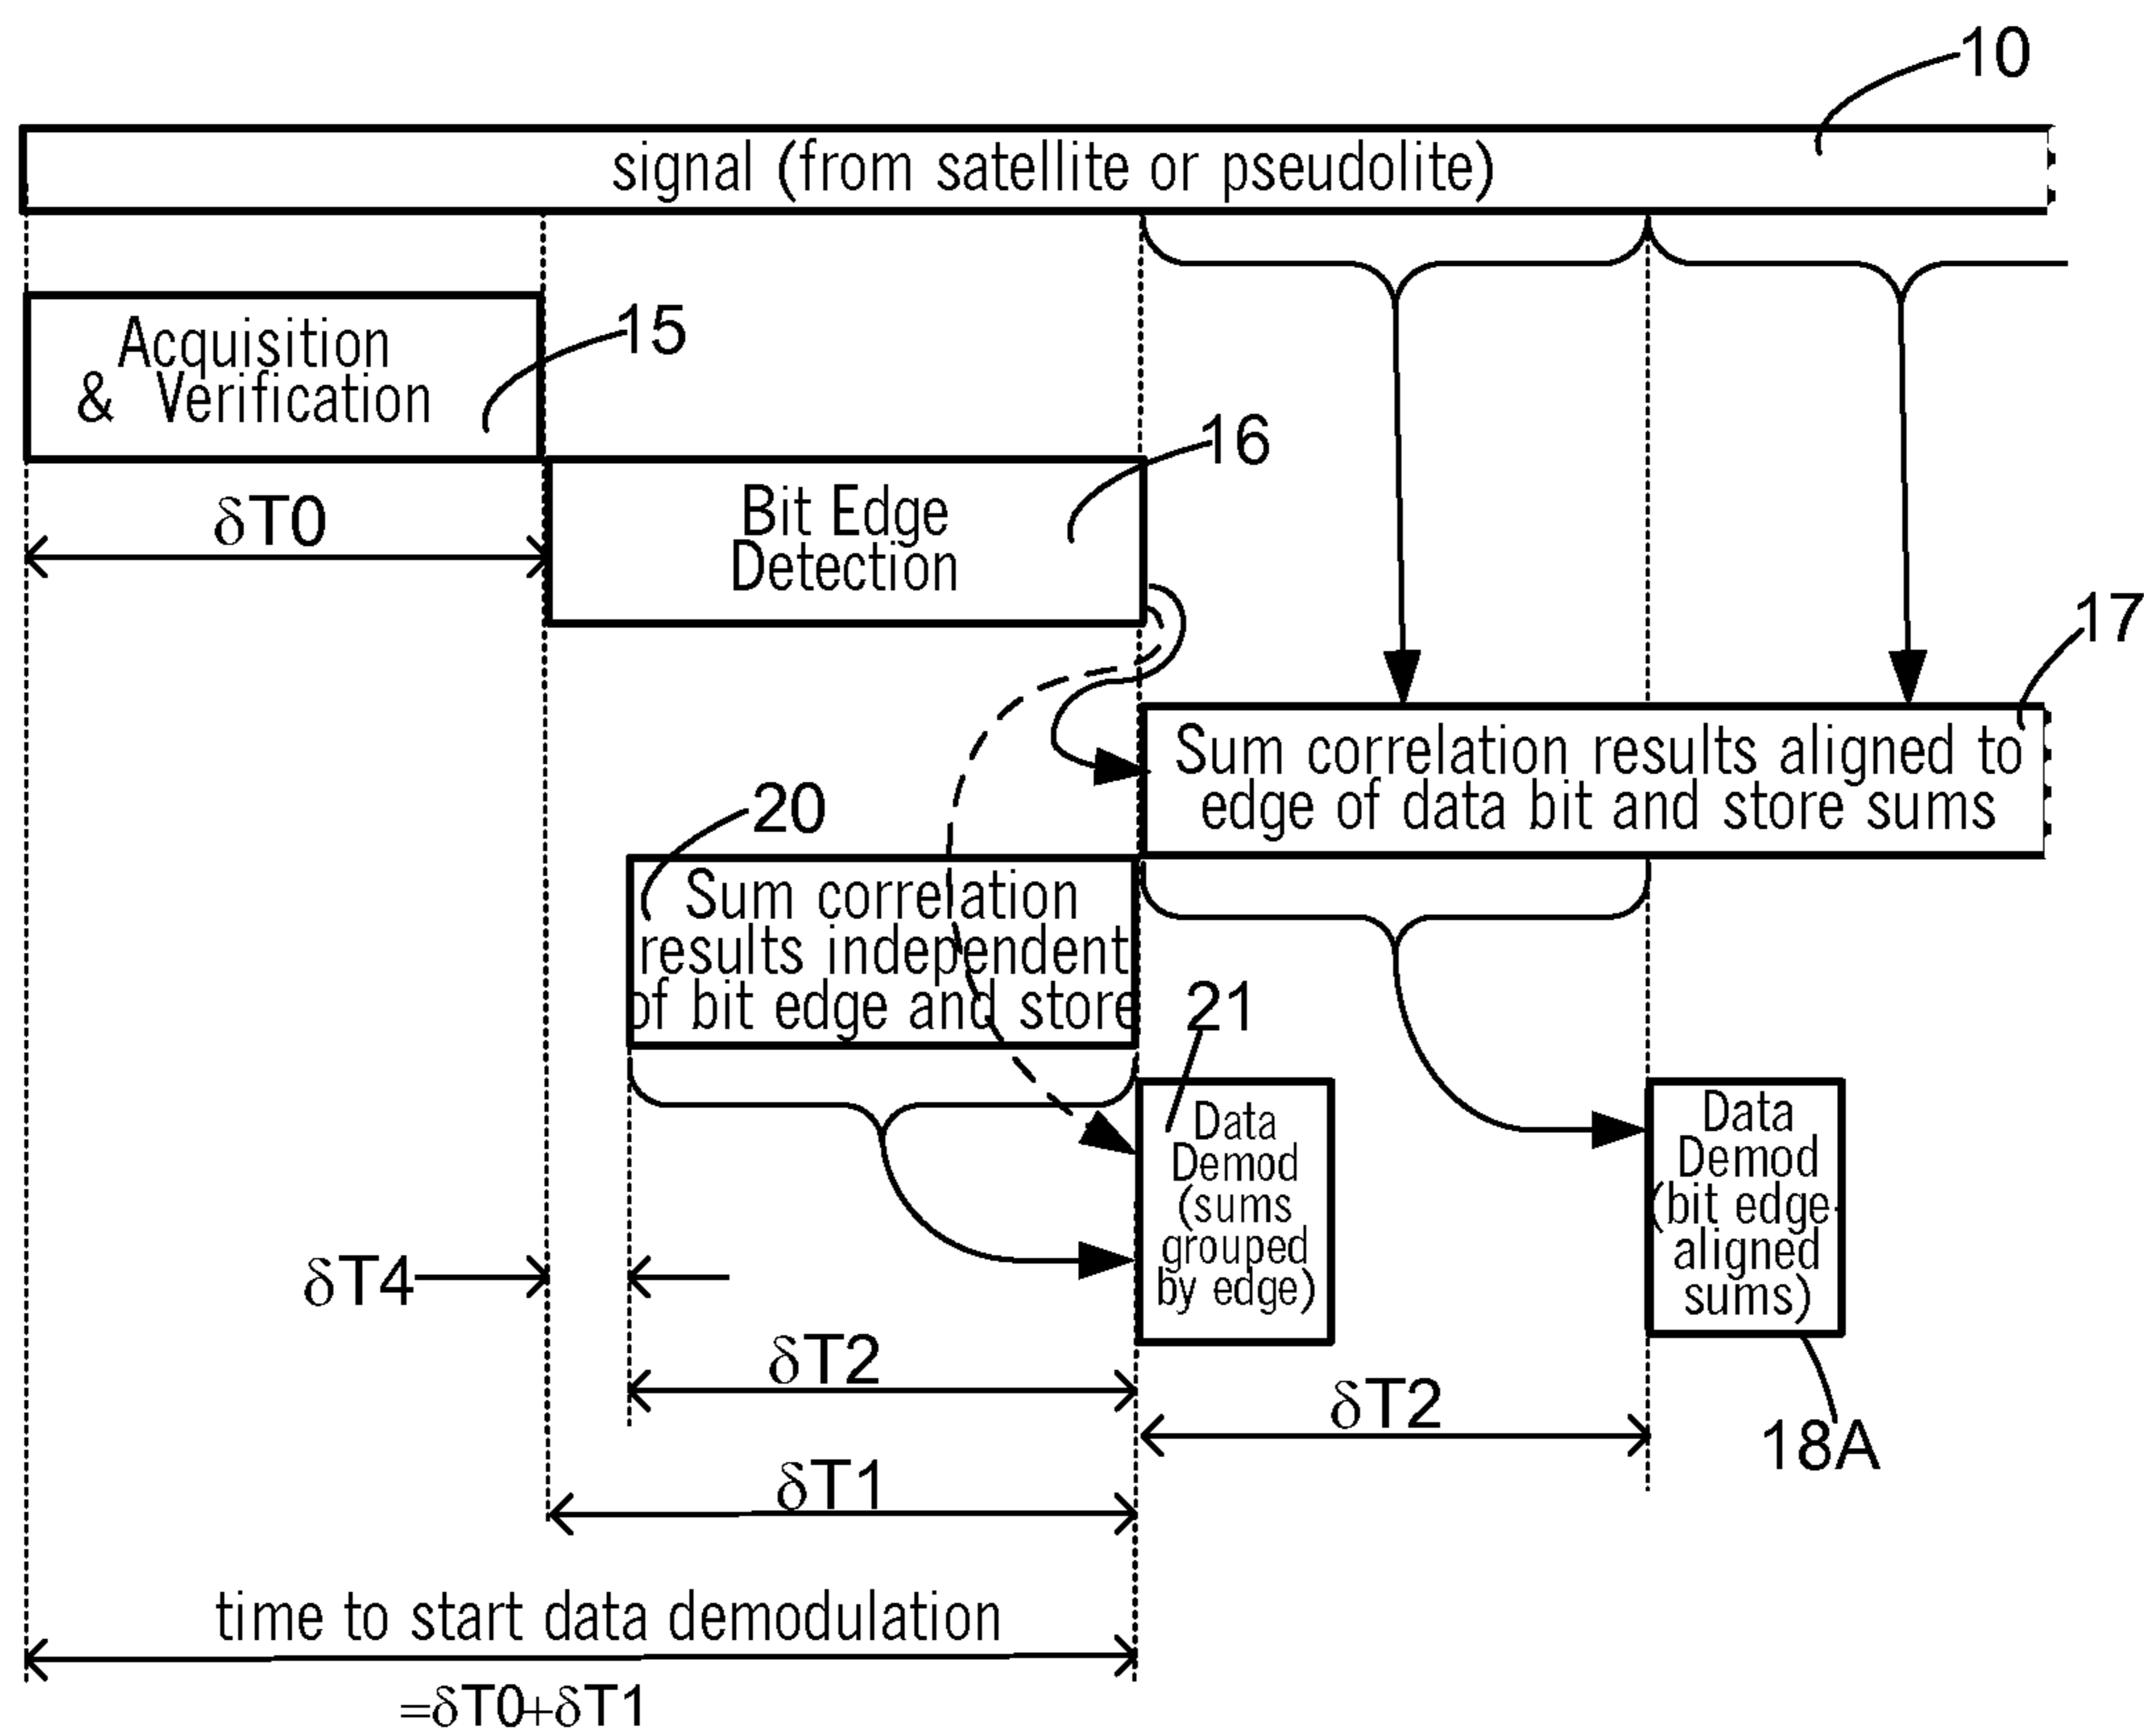 10
signal (from satellite or pseudolite)
Acquisition
& Verification
15
16
δT0
Bit Edge
Detection
17
Sum correlation results aligned to
edge of data bit and store sums
20
Sum correlation
results independent
of bit edge and store
21
Data
Demod
(sums
grouped
by edge)
Data
Demod
(bit edge-
aligned
sums)
δT4
δT2
δT2
18A
δT1
time to start data demodulation
=δT0+δT1